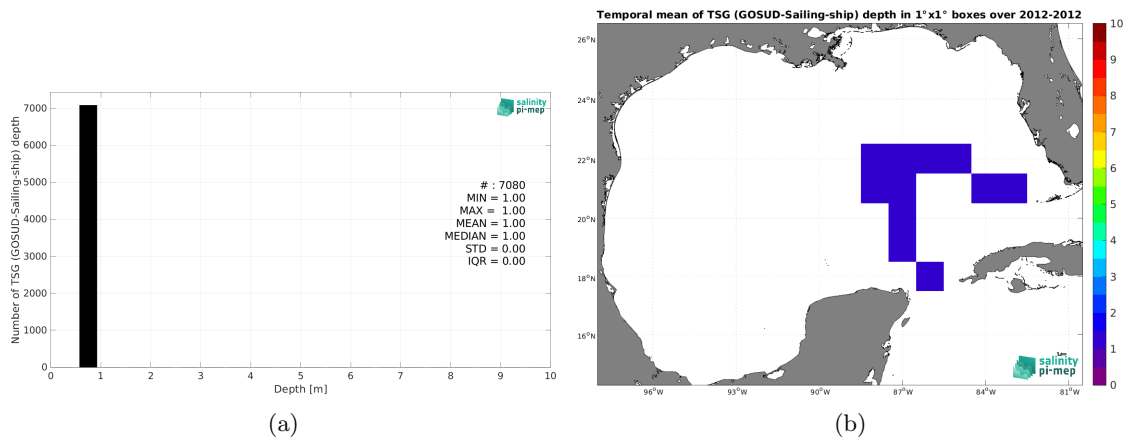 Number of TSG (GOSUD-Sailing-ship) depth
7000
6000
5000
4000
3000
2000
1000
0
salinity
pi-mep
# : 7080
MIN = 1.00
MAX = 1.00
MEAN = 1.00
MEDIAN = 1.00
STD = 0.00
IQR = 0.00
0 1 2 3 4 5 6 7 8 9 10
Depth [m]
(a)
Temporal mean of TSG (GOSUD-Sailing-ship) depth in 1°x1° boxes over 2012-2012
26°N
24°N
22°N
20°N
18°N
16°N
96°W 93°W 90°W 87°W 84°W 81°W
salinity
pi-mep
10
9
8
7
6
5
4
3
2
1
0
(b)